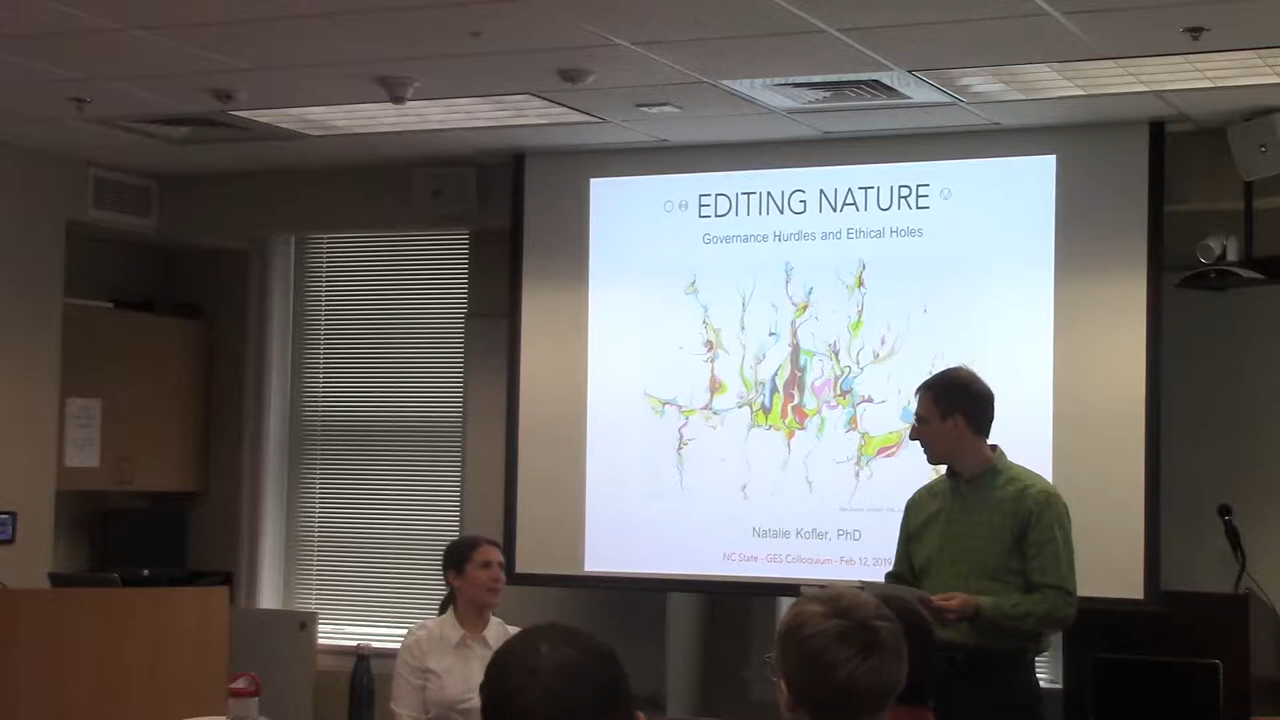 EDITING NATURE
Governance Hurdles and Ethical Holes
Natalie Kofler, PhD
NC State - GES Colloquium - Feb 12, 2019